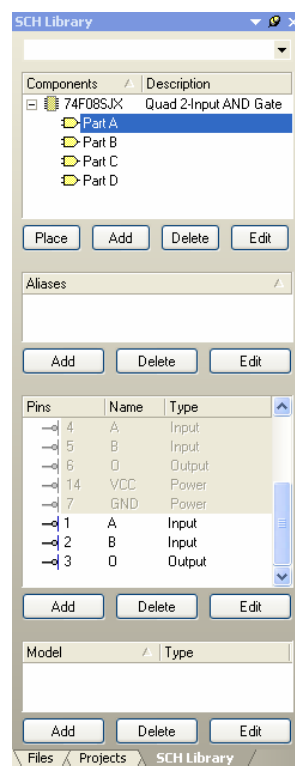 SCH Library
Components Description
74F08SJX Quad 2-Input AND Gate
Part A
Part B
Part C
Part D
Place Add Delete Edit
Aliases
Add Delete Edit
Pins Name Type
4 A Input
5 B Input
6 O Output
14 VCC Power
7 GND Power
1 A Input
2 B Input
3 O Output
Add Delete Edit
Model Type
Add Delete Edit
Files Projects SCH Library